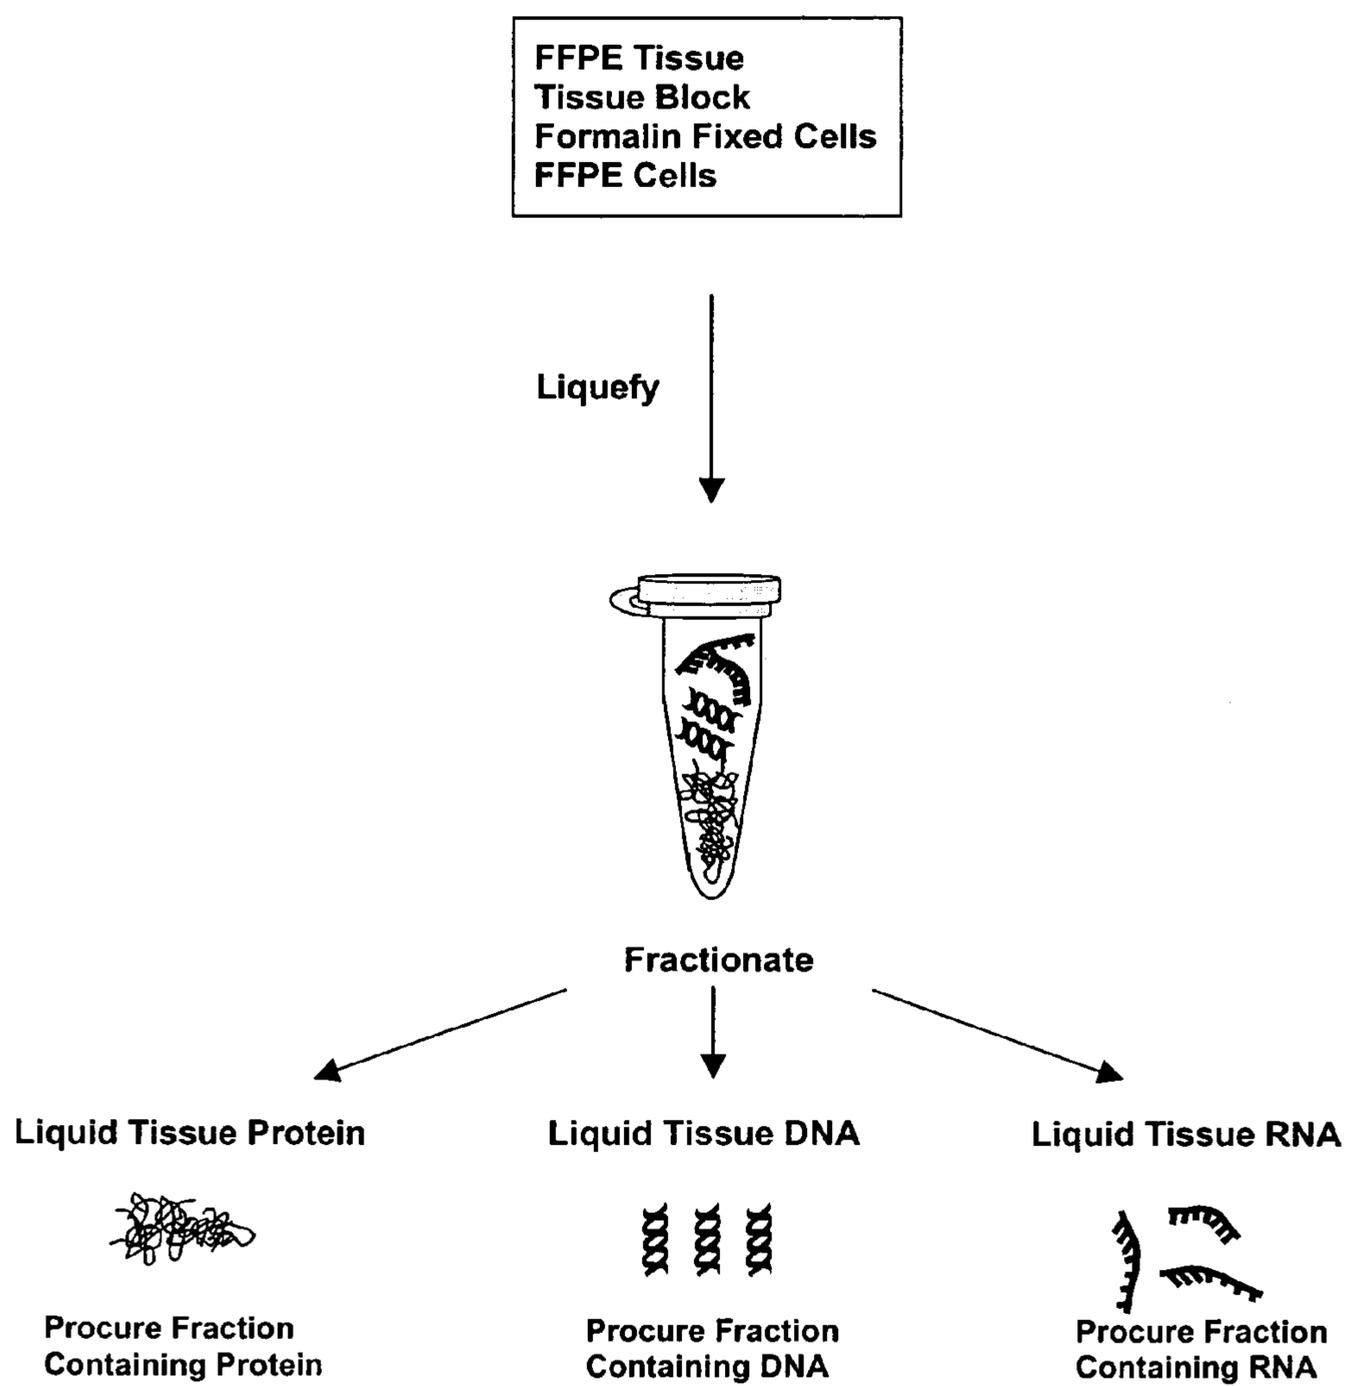 FFPE Tissue
Tissue Block
Formalin Fixed Cells
FFPE Cells
Liquefy
Fractionate
Liquid Tissue Protein
Liquid Tissue DNA
Liquid Tissue RNA
Procure Fraction
Containing Protein
Procure Fraction
Containing DNA
Procure Fraction
Containing RNA